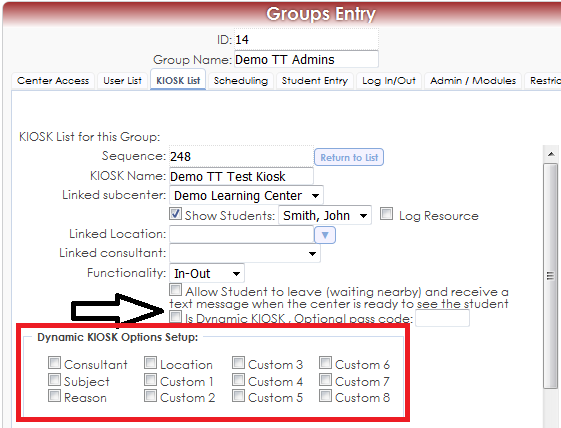 Groups Entry
ID: 14
Group Name: Demo TT Admins
Center Access User List KIOSK List Scheduling Student Entry Log In/Out Admin / Modules Restric
KIOSK List for this Group:
Sequence: 248 Return to List
KIOSK Name: Demo TT Test Kiosk
Linked subcenter: Demo Learning Center
Show Students: Smith, John Log Resource
Linked Location:
Linked consultant:
Functionality: In-Out
Allow Student to leave (waiting nearby) and receive a
text message when the center is ready to see the student
Is Dynamic KIOSK , Optional pass code:
Dynamic KIOSK Options Setup:
Consultant Location Custom 3 Custom 6
Subject Custom 1 Custom 4 Custom 7
Reason Custom 2 Custom 5 Custom 8